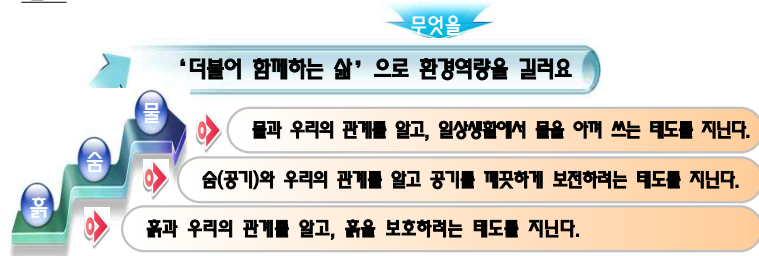 무엇을
‘더불어 함께하는 삶’ 으로 환경역량을 길러요
물
물과 우리의 관계를 알고, 일상생활에서 물을 아껴 쓰는 태도를 지닌다.
숨
숨(공기)와 우리의 관계를 알고 공기를 깨끗하게 보전하려는 태도를 지닌다.
흙
흙과 우리의 관계를 알고, 흙을 보호하려는 태도를 지닌다.